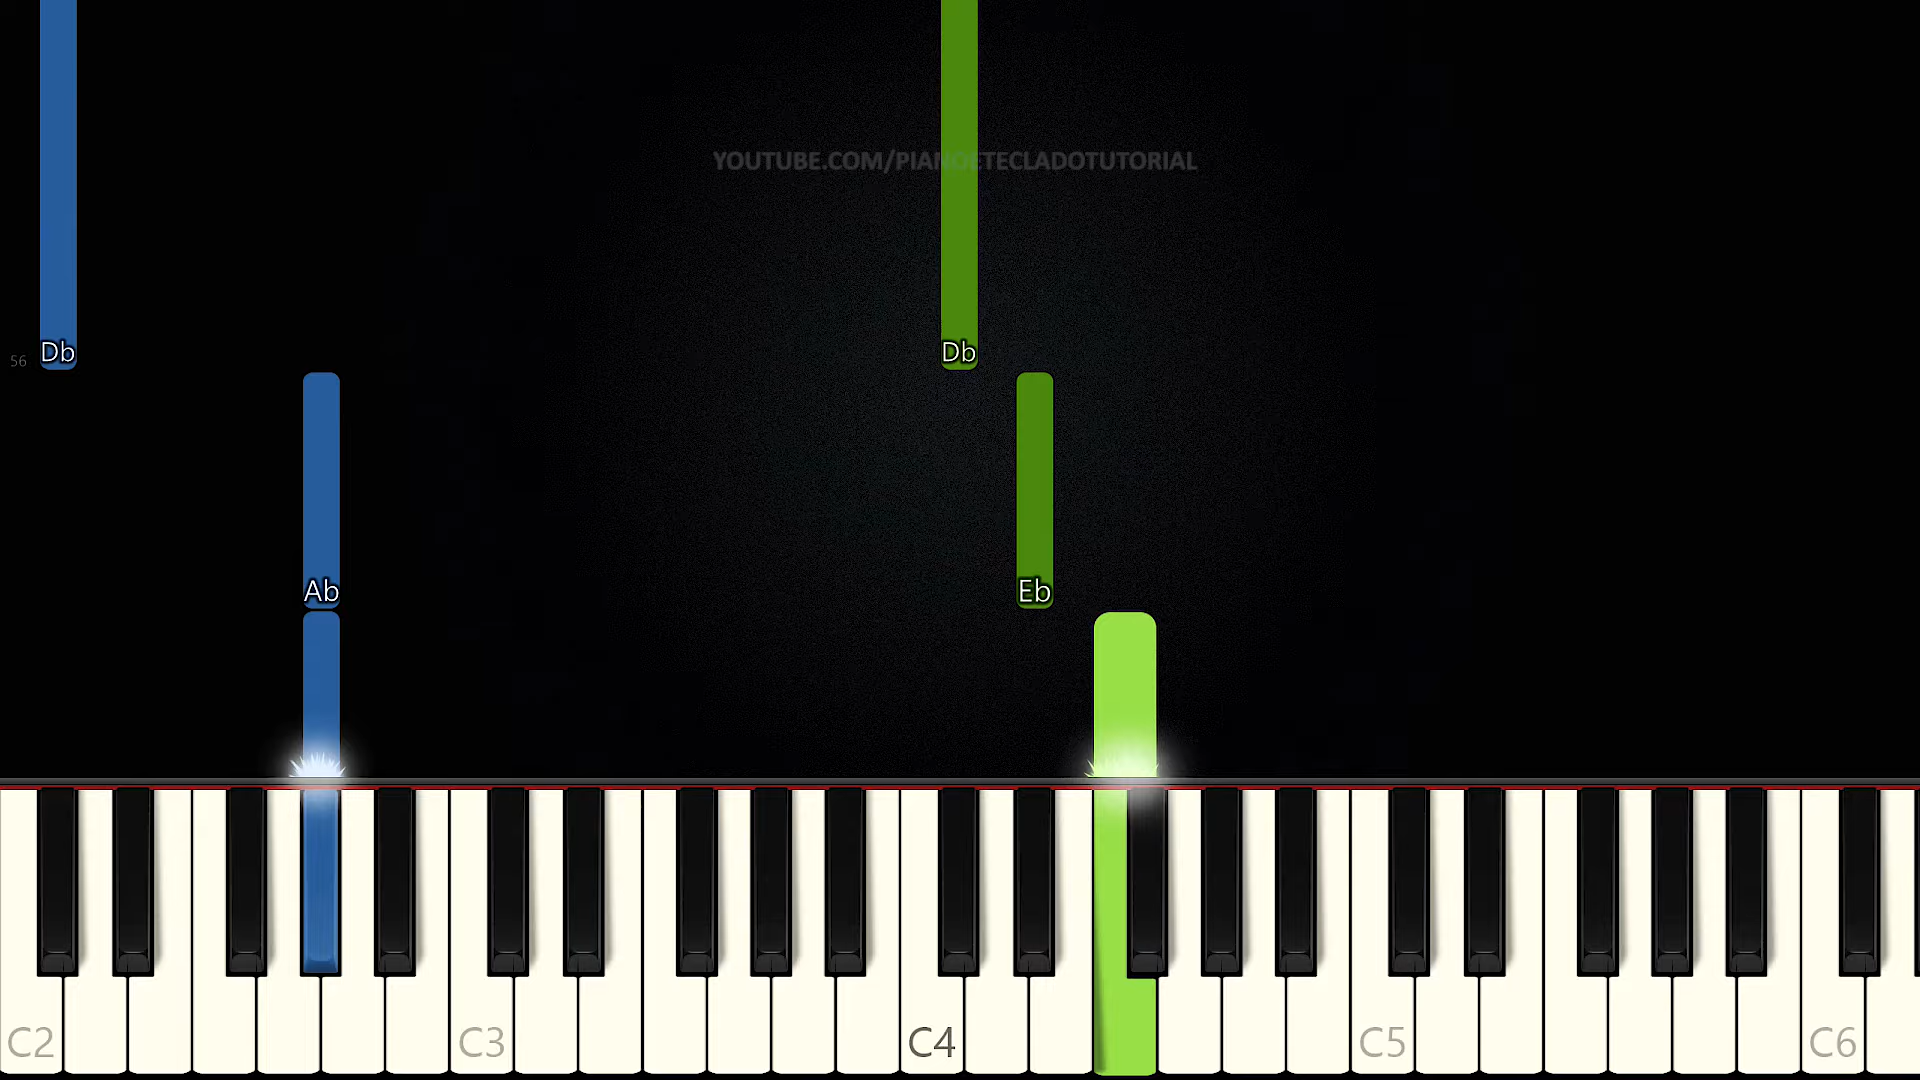 YOUTUBE.COM/PIANOETECLADOTUTORIAL
56 Db Db
Ab Eb
C2 C3 C4 C5 C6